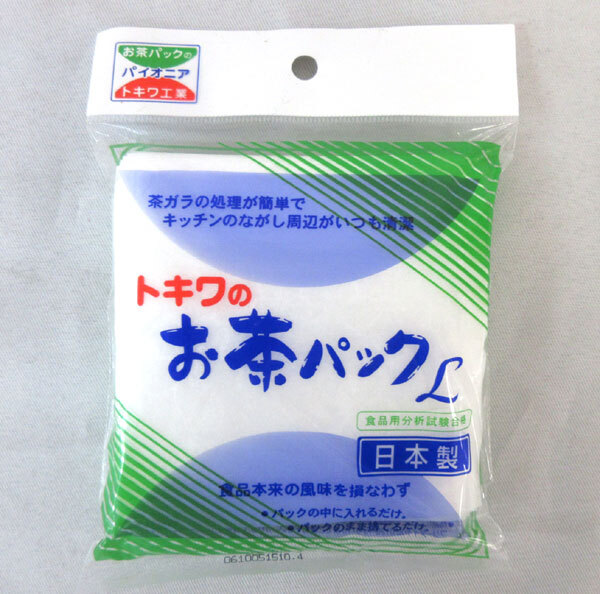 お茶パックの
パイオニア
トキワ工業
茶ガラの処理が簡単で
キッチンのながし周辺がいつも清潔
トキワの
お茶パックL
食品用分析試験合格
日本製
食品本来の風味を損なわず
•パックの中に入れるだけ。
•パックのまま捨てるだけ。
0610051510.4